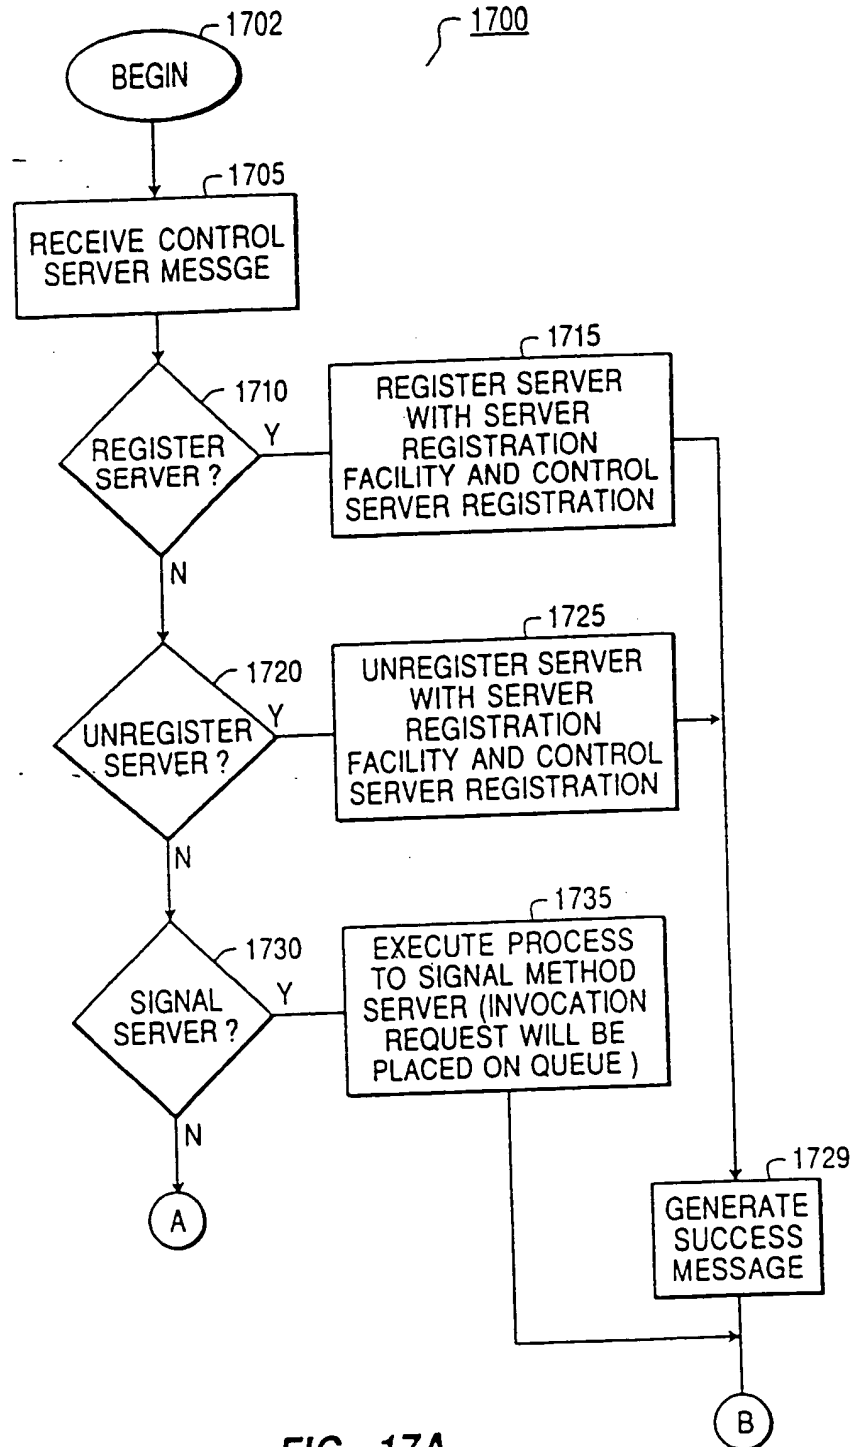 1700
1702
BEGIN
1705
RECEIVE CONTROL
SERVER MESSGE
1710
REGISTER
SERVER ?
Y
N
1715
REGISTER SERVER
WITH SERVER
REGISTRATION
FACILITY AND CONTROL
SERVER REGISTRATION
1720
UNREGISTER
SERVER ?
Y
N
1725
UNREGISTER SERVER
WITH SERVER
REGISTRATION
FACILITY AND CONTROL
SERVER REGISTRATION
1730
SIGNAL
SERVER ?
Y
N
1735
EXECUTE PROCESS
TO SIGNAL METHOD
SERVER (INVOCATION
REQUEST WILL BE
PLACED ON QUEUE )
A
1729
GENERATE
SUCCESS
MESSAGE
B
FIG. 17A